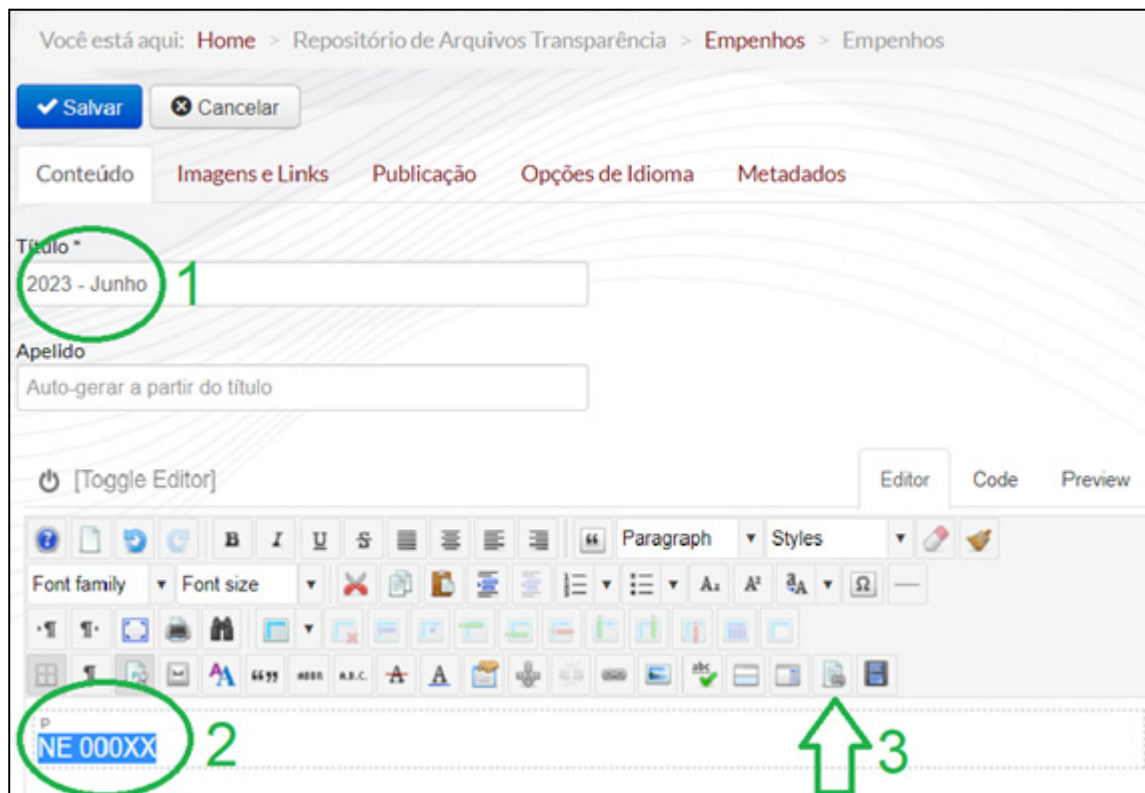 Você está aqui: Home > Repositório de Arquivos Transparência > Empenhos > Empenhos
Salvar Cancelar
Conteúdo Imagens e Links Publicação Opções de Idioma Metadados
Título *
2023 - Junho 1
Apelido
Auto-gerar a partir do título
[Toggle Editor] Editor Code Preview
B I U S Paragraph Styles
Font family Font size
P
NE 000XX 2 3